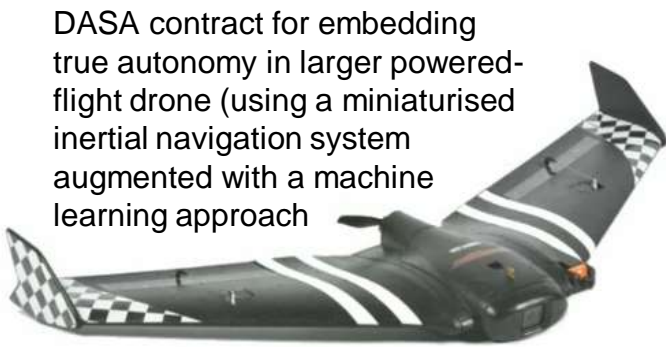 DASA contract for embedding
true autonomy in larger powered-
flight drone (using a miniaturised
inertial navigation system
augmented with a machine
learning approach